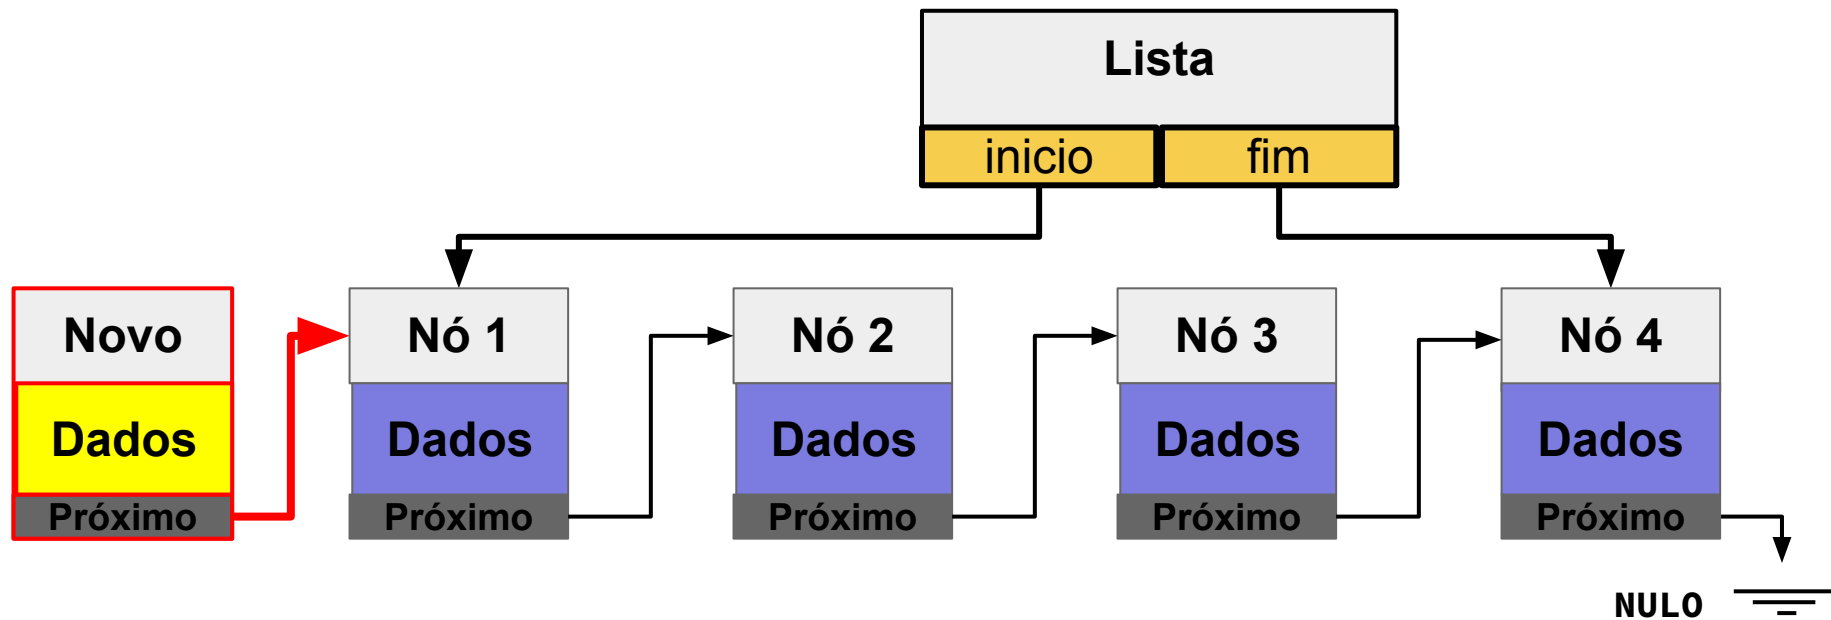 Lista
inicio fim
Novo Nó 1 Nó 2 Nó 3 Nó 4
Dados Dados Dados Dados Dados
Próximo Próximo Próximo Próximo Próximo
NULO